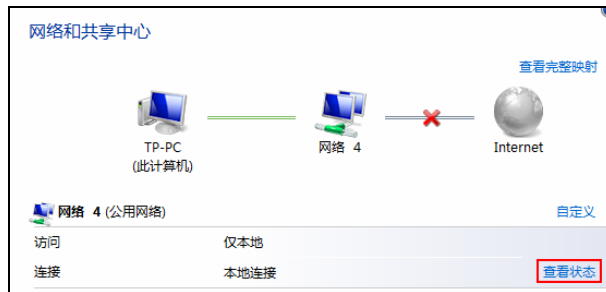 网络和共享中心
查看完整映射
TP-PC 网络 4 Internet
(此计算机)
网络 4 (公用网络) 自定义
访问 仅本地
连接 本地连接 查看状态